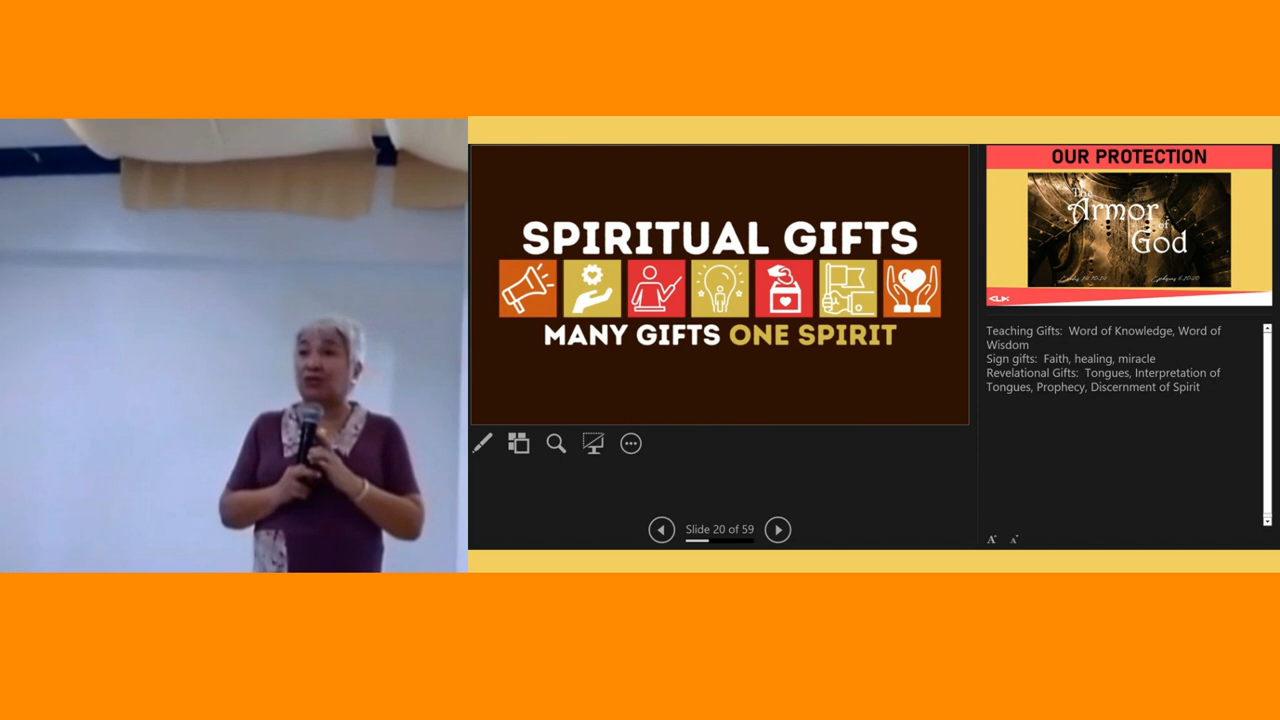 SPIRITUAL GIFTS
MANY GIFTS ONE SPIRIT
Slide 20 of 59
OUR PROTECTION
The
Armor
of
God
Teaching Gifts:  Word of Knowledge, Word of
Wisdom
Sign gifts:  Faith, healing, miracle
Revelational Gifts:  Tongues, Interpretation of
Tongues, Prophecy, Discernment of Spirit
A A